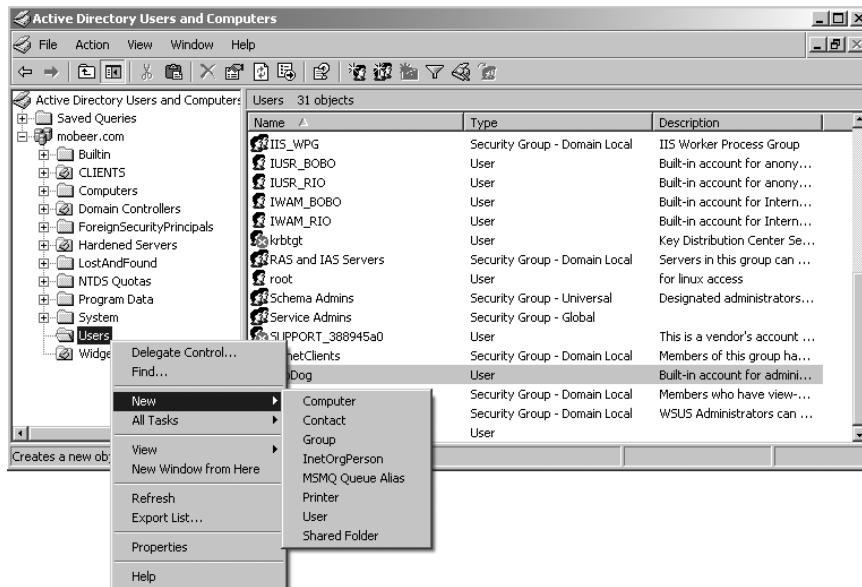 Active Directory Users and Computers
File Action View Window Help
Active Directory Users and Computers
Users 31 objects
Saved Queries
mobeer.com
Builtin
CLIENTS
Computers
Domain Controllers
ForeignSecurityPrincipals
Hardened Servers
LostAndFound
NTDS Quotas
Program Data
System
Users
Name Type Description
IIS_WPG Security Group - Domain Local IIS Worker Process Group
IUSR_BOBO User Built-in account for anony...
IUSR_RIO User Built-in account for anony...
IWAM_BOBO User Built-in account for Intern...
IWAM_RIO User Built-in account for Intern...
krbtgt User Key Distribution Center Se...
RAS and IAS Servers Security Group - Domain Local Servers in this group can ...
root User for linux access
Schema Admins Security Group - Universal Designated administrators...
Service Admins Security Group - Global
SUPPORT_388945a0 User This is a vendor's account ...
Security Group - Domain Local Members of this group ha...
User Built-in account for admini...
Security Group - Domain Local Members who have view-...
Security Group - Domain Local WSUS Administrators can ...
User
Creates a new
Delegate Control...
Find...
New
All Tasks
View
New Window from Here
Refresh
Export List...
Properties
Help
Computer
Contact
Group
InetOrgPerson
MSMQ Queue Alias
Printer
User
Shared Folder